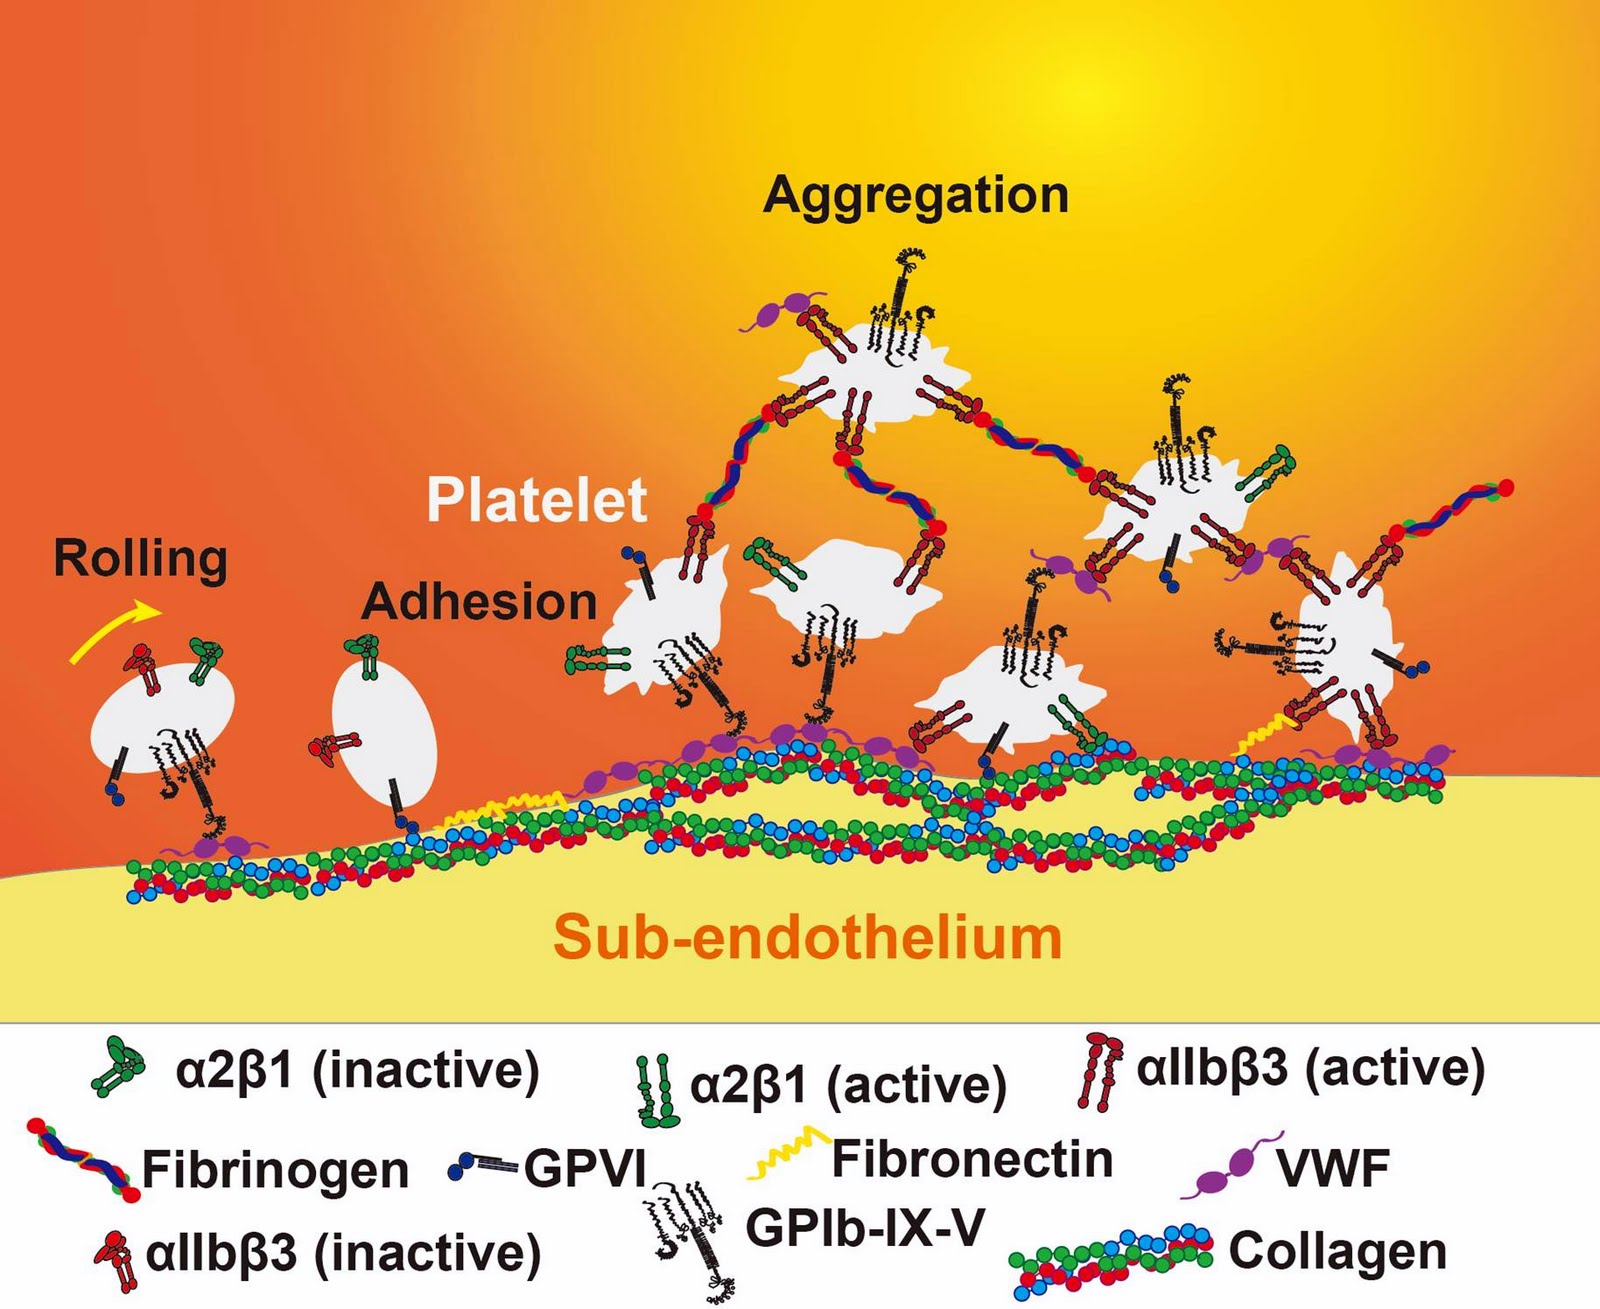 Aggregation
Platelet
Rolling
Adhesion
Sub-endothelium
α2β1 (inactive)
α2β1 (active)
αIIbβ3 (active)
Fibrinogen
GPVI
Fibronectin
VWF
αIIbβ3 (inactive)
GPIb-IX-V
Collagen